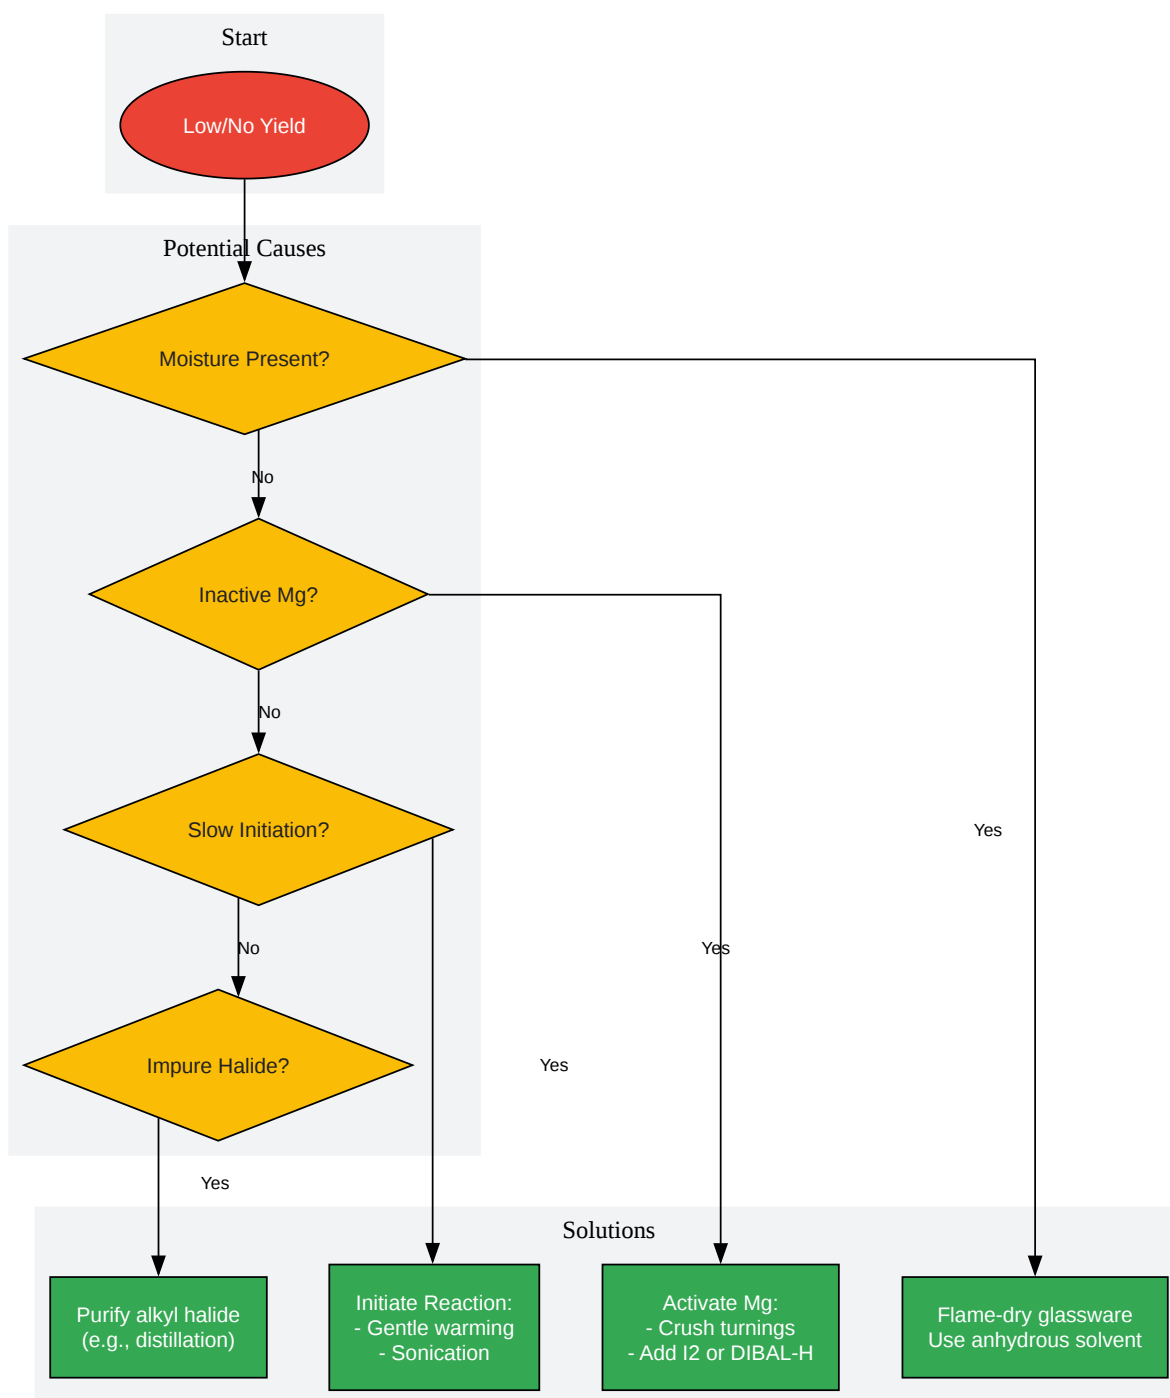 Start
Low/No Yield
Potential Causes
Moisture Present?
No
Inactive Mg?
No
Slow Initiation?
Yes
No
Yes
Impure Halide?
Yes
Yes
Solutions
Purify alkyl halide
(e.g., distillation)
Initiate Reaction:
- Gentle warming
- Sonication
Activate Mg:
- Crush turnings
- Add I2 or DIBAL-H
Flame-dry glassware
Use anhydrous solvent